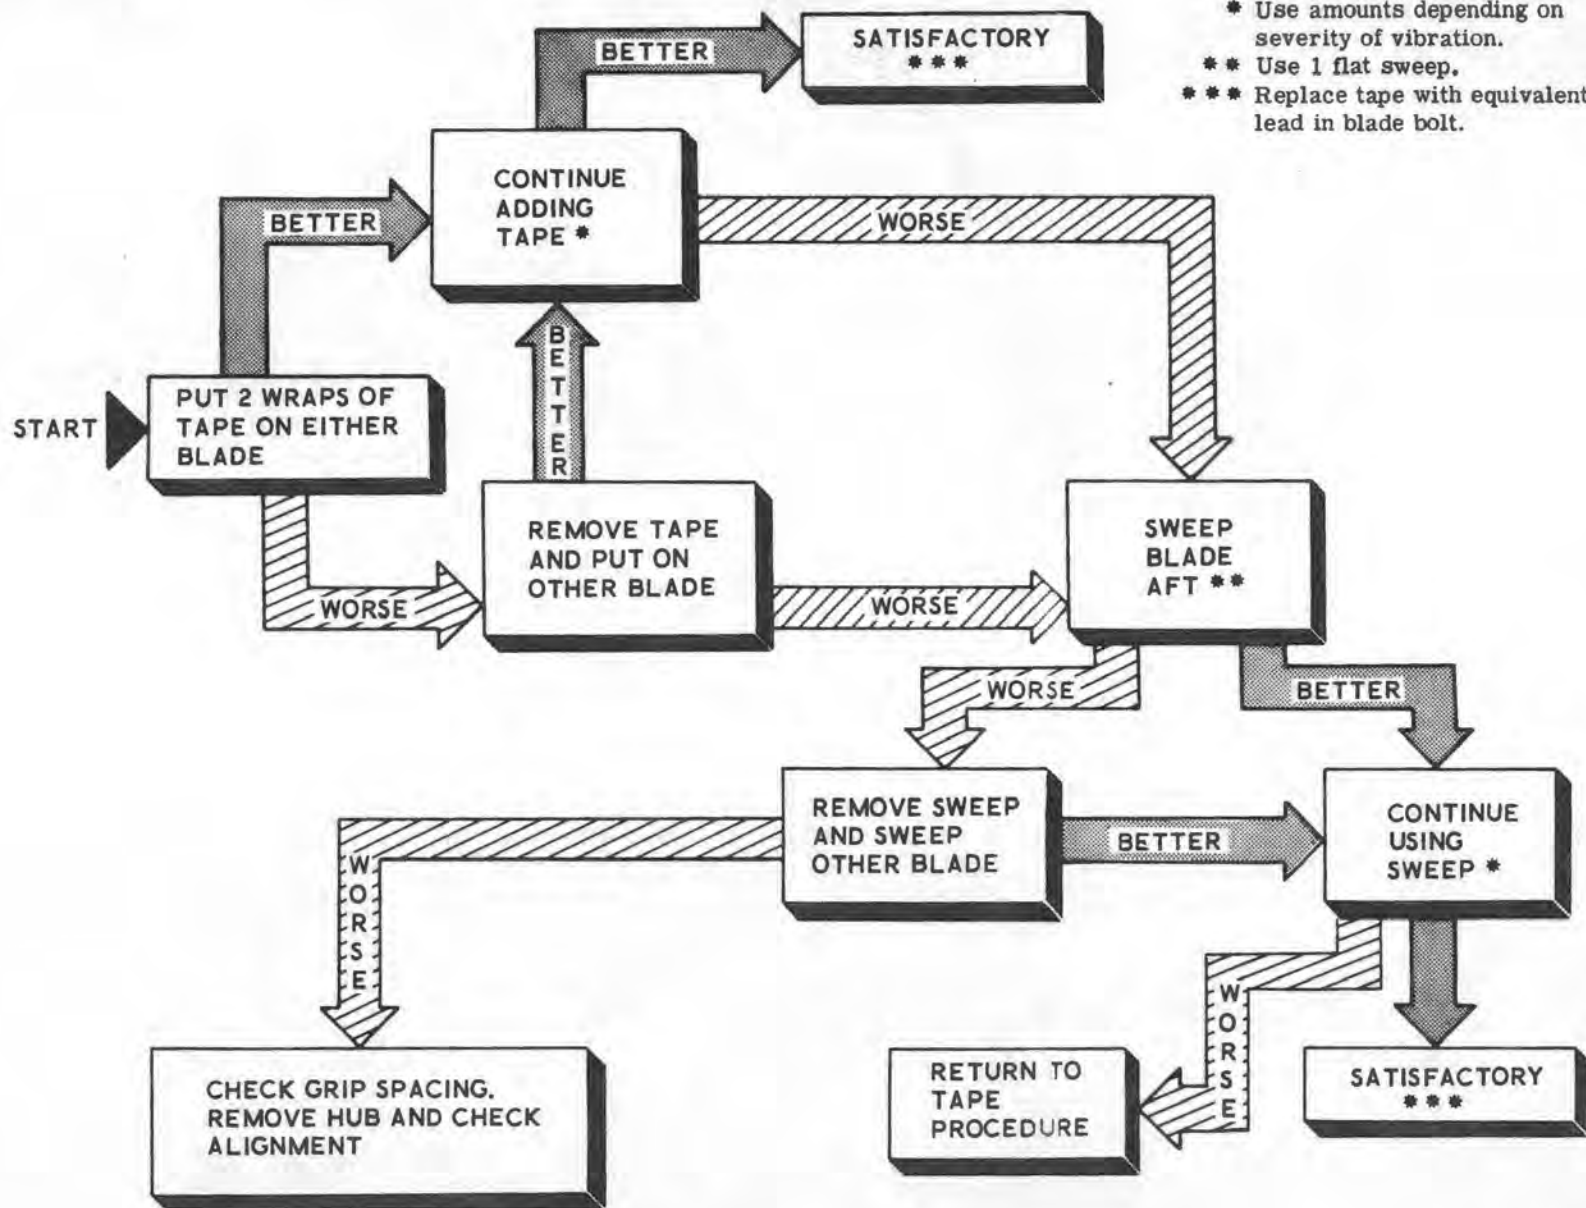 * Use amounts depending on
severity of vibration.
** Use 1 flat sweep.
*** Replace tape with equivalent
lead in blade bolt.
BETTER
SATISFACTORY
***
CONTINUE
ADDING
TAPE *
BETTER
WORSE
BETTER
START
PUT 2 WRAPS OF
TAPE ON EITHER
BLADE
REMOVE TAPE
AND PUT ON
OTHER BLADE
SWEEP
BLADE
AFT **
WORSE
WORSE
WORSE
BETTER
REMOVE SWEEP
AND SWEEP
OTHER BLADE
BETTER
CONTINUE
USING
SWEEP *
WORSE
WORSE
CHECK GRIP SPACING.
REMOVE HUB AND CHECK
ALIGNMENT
RETURN TO
TAPE
PROCEDURE
SATISFACTORY
***